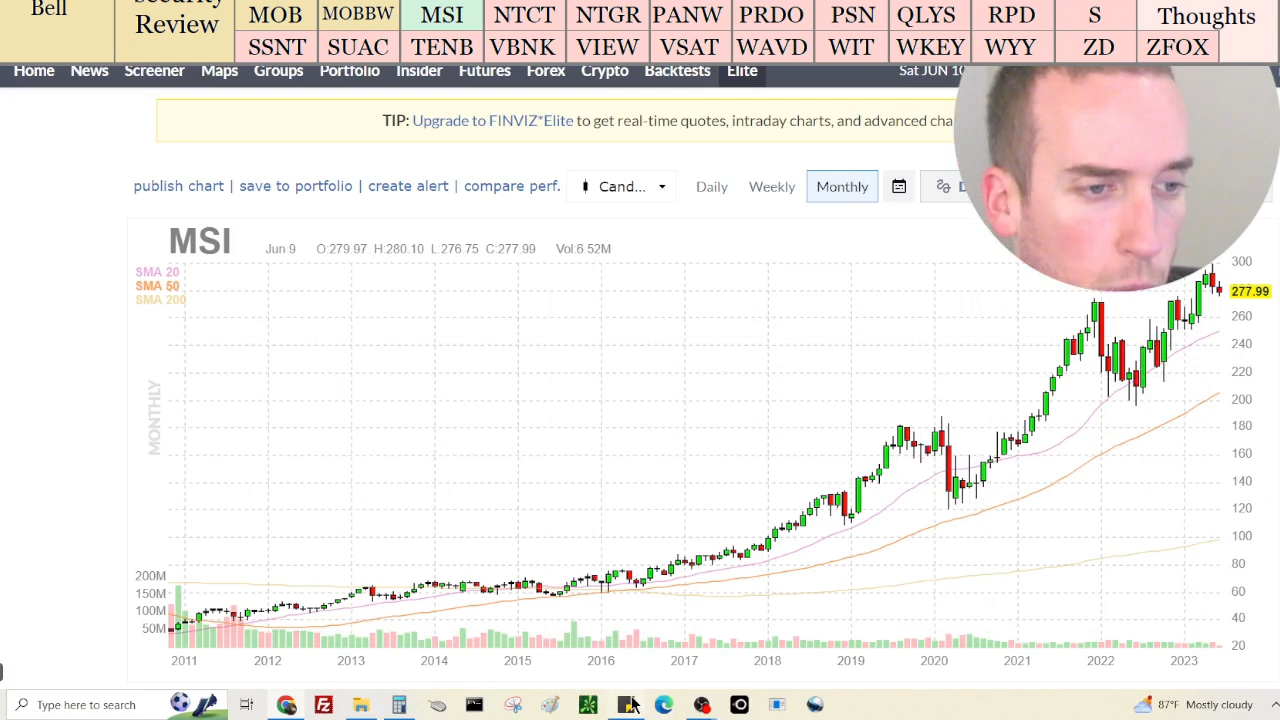 Bell
Security
Review
MOB
MOBBW
MSI
NTCT
NTGR
PANW
PRDO
PSN
QLYS
RPD
S
Thoughts
SSNT
SUAC
TENB
VBNK
VIEW
VSAT
WAVD
WIT
WKEY
WYY
ZD
ZFOX
Home News Screener Maps Groups Portfolio Insider Futures Forex Crypto Backtests Elite
Sat JUN 10
TIP: Upgrade to FINVIZ*Elite to get real-time quotes, intraday charts, and advanced cha
publish chart | save to portfolio | create alert | compare perf.
Cand...
Daily
Weekly
Monthly
D
MSI
Jun 9 O:279.97 H:280.10 L:276.75 C:277.99 Vol:6.52M
SMA 20
SMA 50
SMA 200
MONTHLY
300
277.99
260
240
220
200
180
160
140
120
100
80
60
40
20
200M
150M
100M
50M
2011 2012 2013 2014 2015 2016 2017 2018 2019 2020 2021 2022 2023
Type here to search
87°F Mostly cloudy